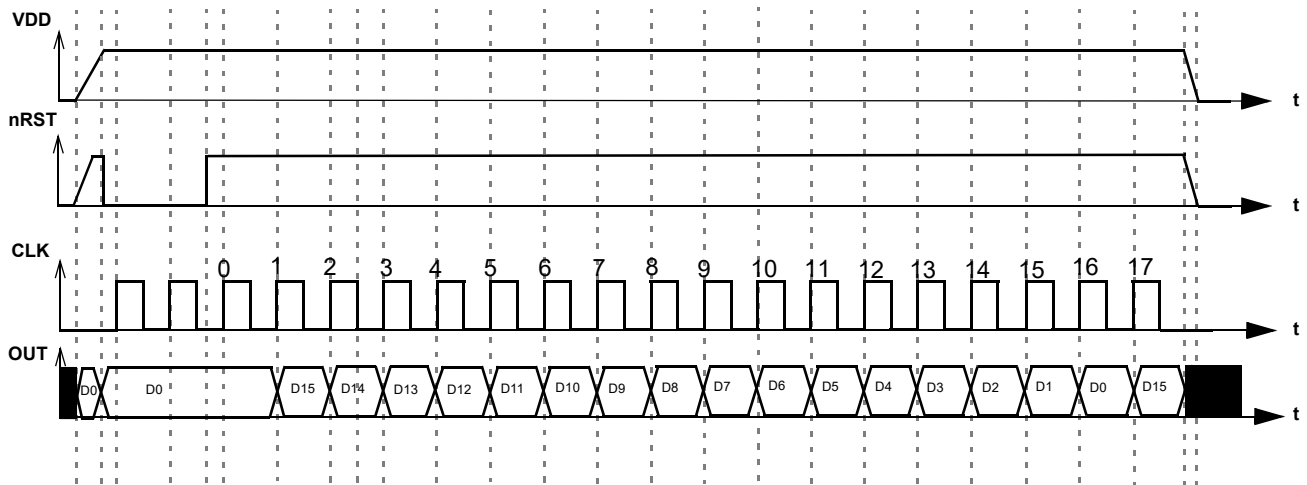 VDD
t
nRST
t
CLK
0 1 2 3 4 5 6 7 8 9 10 11 12 13 14 15 16 17
t
OUT
D0 D0 D15 D14 D13 D12 D11 D10 D9 D8 D7 D6 D5 D4 D3 D2 D1 D0 D15
t